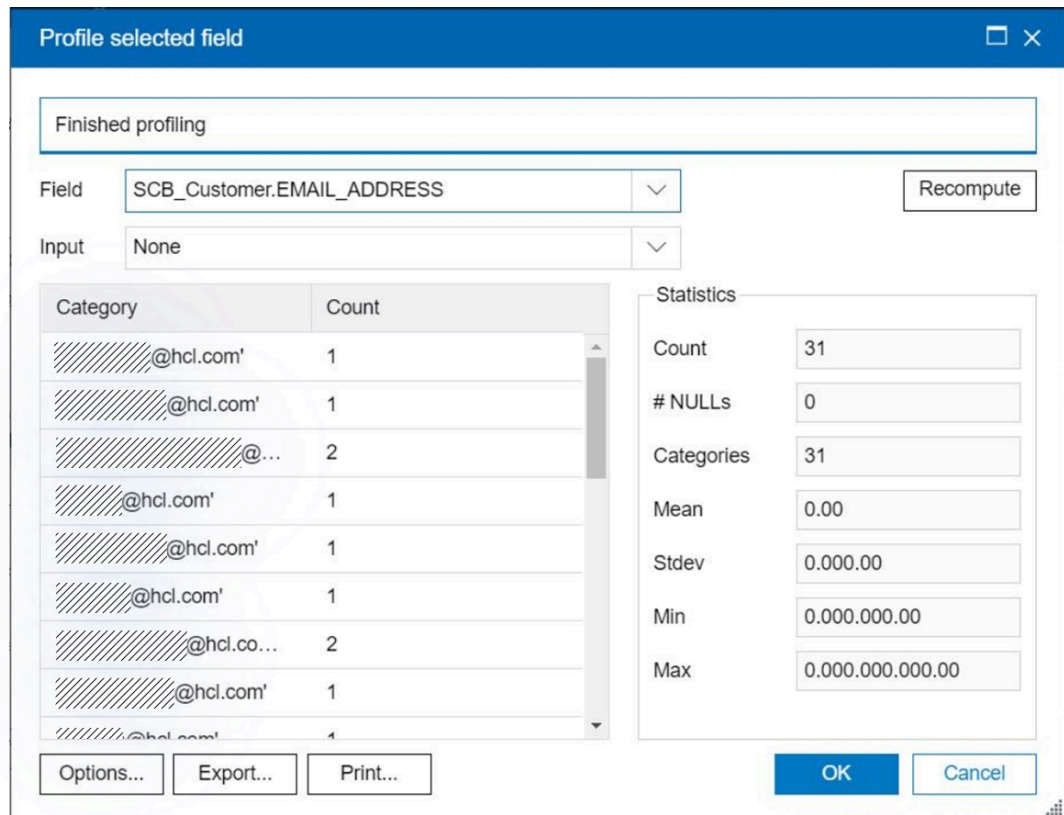 Profile selected field
Finished profiling
Field SCB_Customer.EMAIL_ADDRESS Recompute
Input None
Category Count
@hcl.com' 1
@hcl.com' 1
@... 2
@hcl.com' 1
@hcl.com' 1
@hcl.com' 1
@hcl.co... 2
@hcl.com' 1
@hcl.com' 1
Statistics
Count 31
# NULLs 0
Categories 31
Mean 0.00
Stdev 0.000.00
Min 0.000.000.00
Max 0.000.000.000.00
Options... Export... Print... OK Cancel